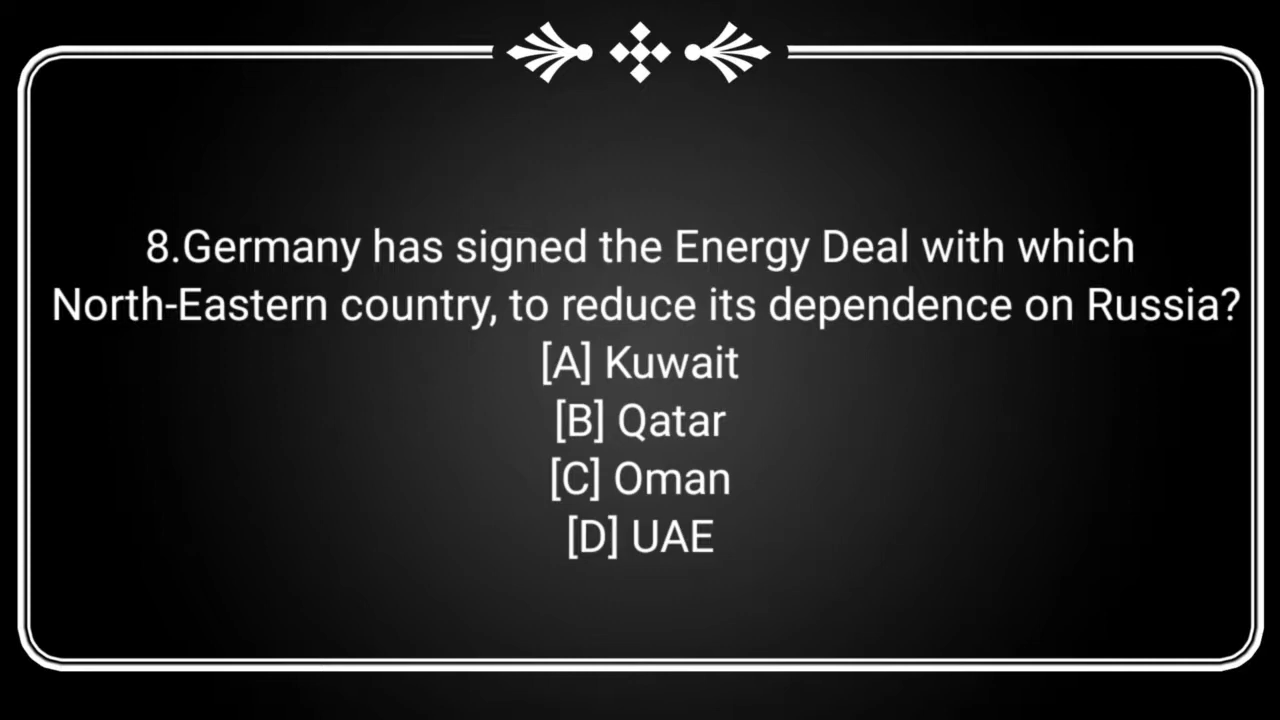 8.Germany has signed the Energy Deal with which
North-Eastern country, to reduce its dependence on Russia?
[A] Kuwait
[B] Qatar
[C] Oman
[D] UAE